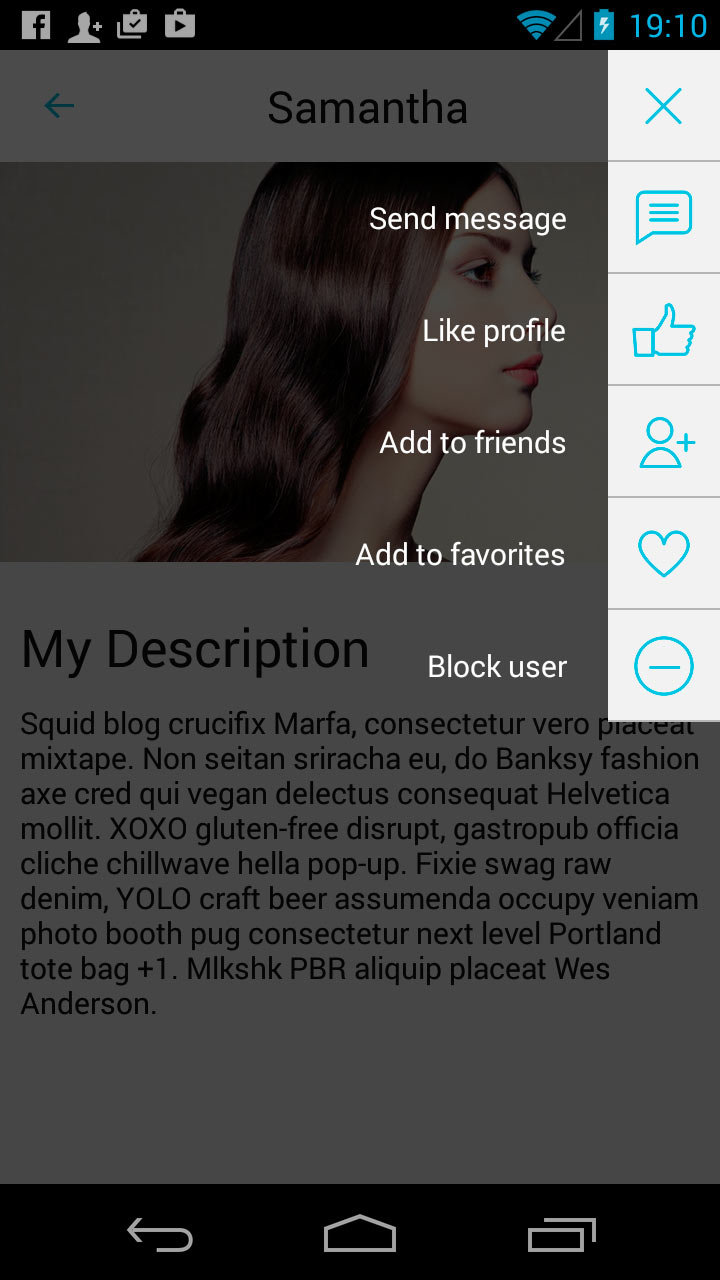 19:10
Samantha
Send message
Like profile
Add to friends
Add to favorites
My Description
Block user
Squid blog crucifix Marfa, consectetur vero placeat
mixtape. Non seitan sriracha eu, do Banksy fashion
axe cred qui vegan delectus consequat Helvetica
mollit. XOXO gluten-free disrupt, gastropub officia
cliche chillwave hella pop-up. Fixie swag raw
denim, YOLO craft beer assumenda occupy veniam
photo booth pug consectetur next level Portland
tote bag +1. Mlkshk PBR aliquip placeat Wes
Anderson.